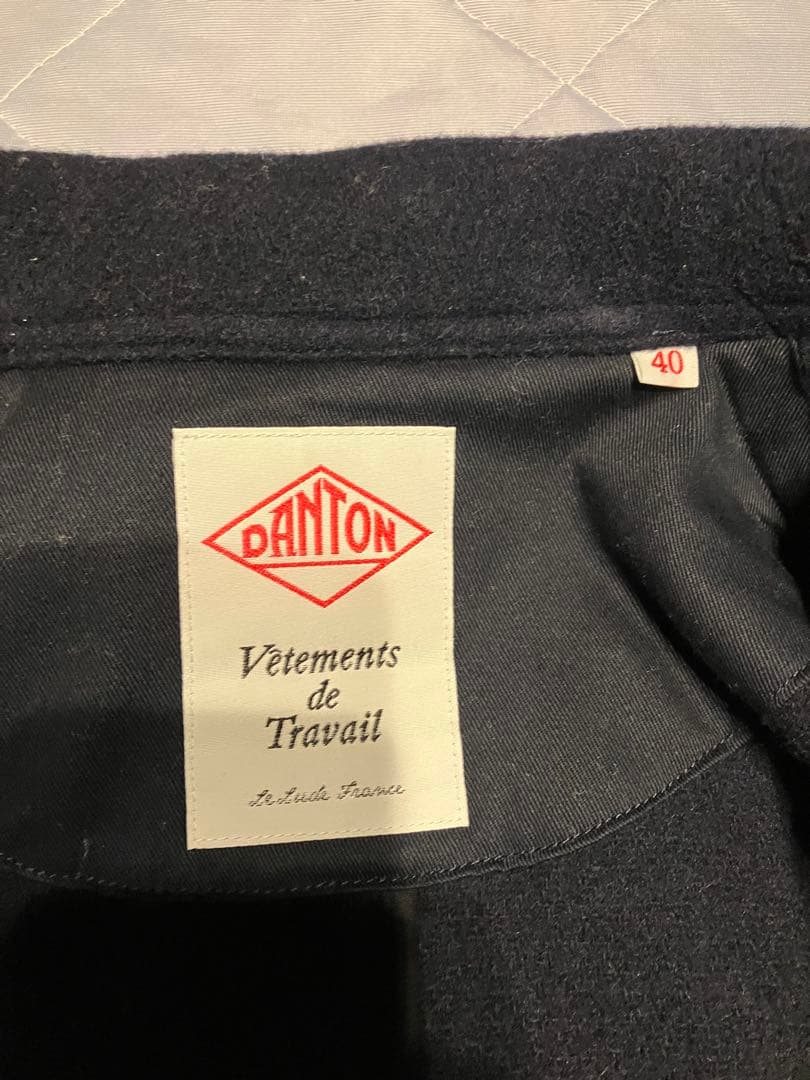 40
DANTON
Vêtements
de
Travail
Le Lude France